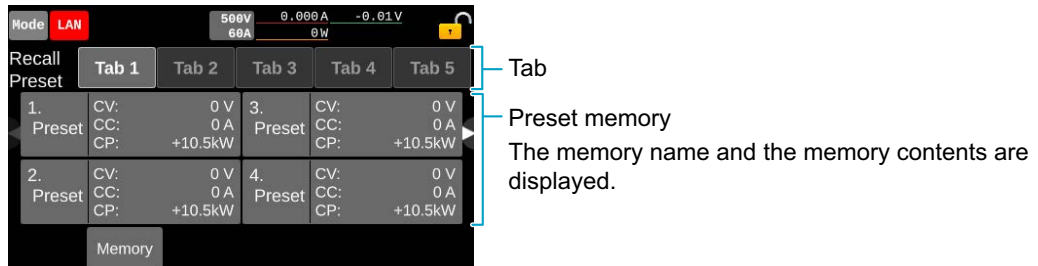 Mode LAN 500V 0.000A -0.01V
60A 0W
Recall
Preset
Tab 1 Tab 2 Tab 3 Tab 4 Tab 5
Tab
1.
Preset
CV: 0 V
CC: 0 A
CP: +10.5kW
3.
Preset
CV: 0 V
CC: 0 A
CP: +10.5kW
2.
Preset
CV: 0 V
CC: 0 A
CP: +10.5kW
4.
Preset
CV: 0 V
CC: 0 A
CP: +10.5kW
Memory
Preset memory
The memory name and the memory contents are
displayed.